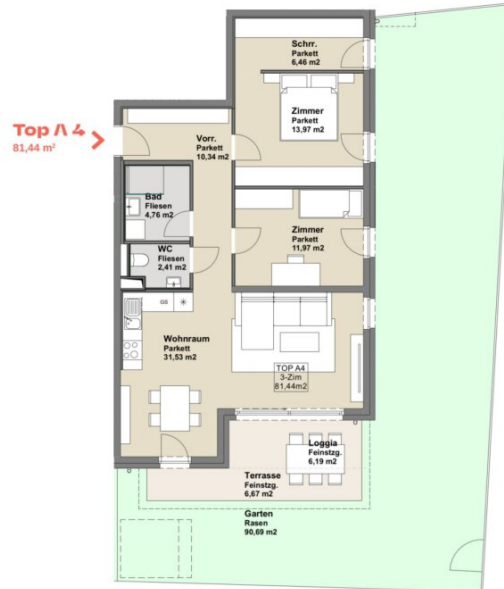 Top A 4
81,44 m²
Schrr.
Parkett
6,46 m2
Zimmer
Parkett
13,97 m2
Vorr.
Parkett
10,34 m2
Bad
Fliesen
4,76 m2
Zimmer
Parkett
11,97 m2
WC
Fliesen
2,41 m2
GS
Wohnraum
Parkett
31,53 m2
TOP A4
3-Zim
81,44m2
Loggia
Feinstzg.
6,19 m2
Terrasse
Feinstzg.
6,67 m2
Garten
Rasen
90,69 m2